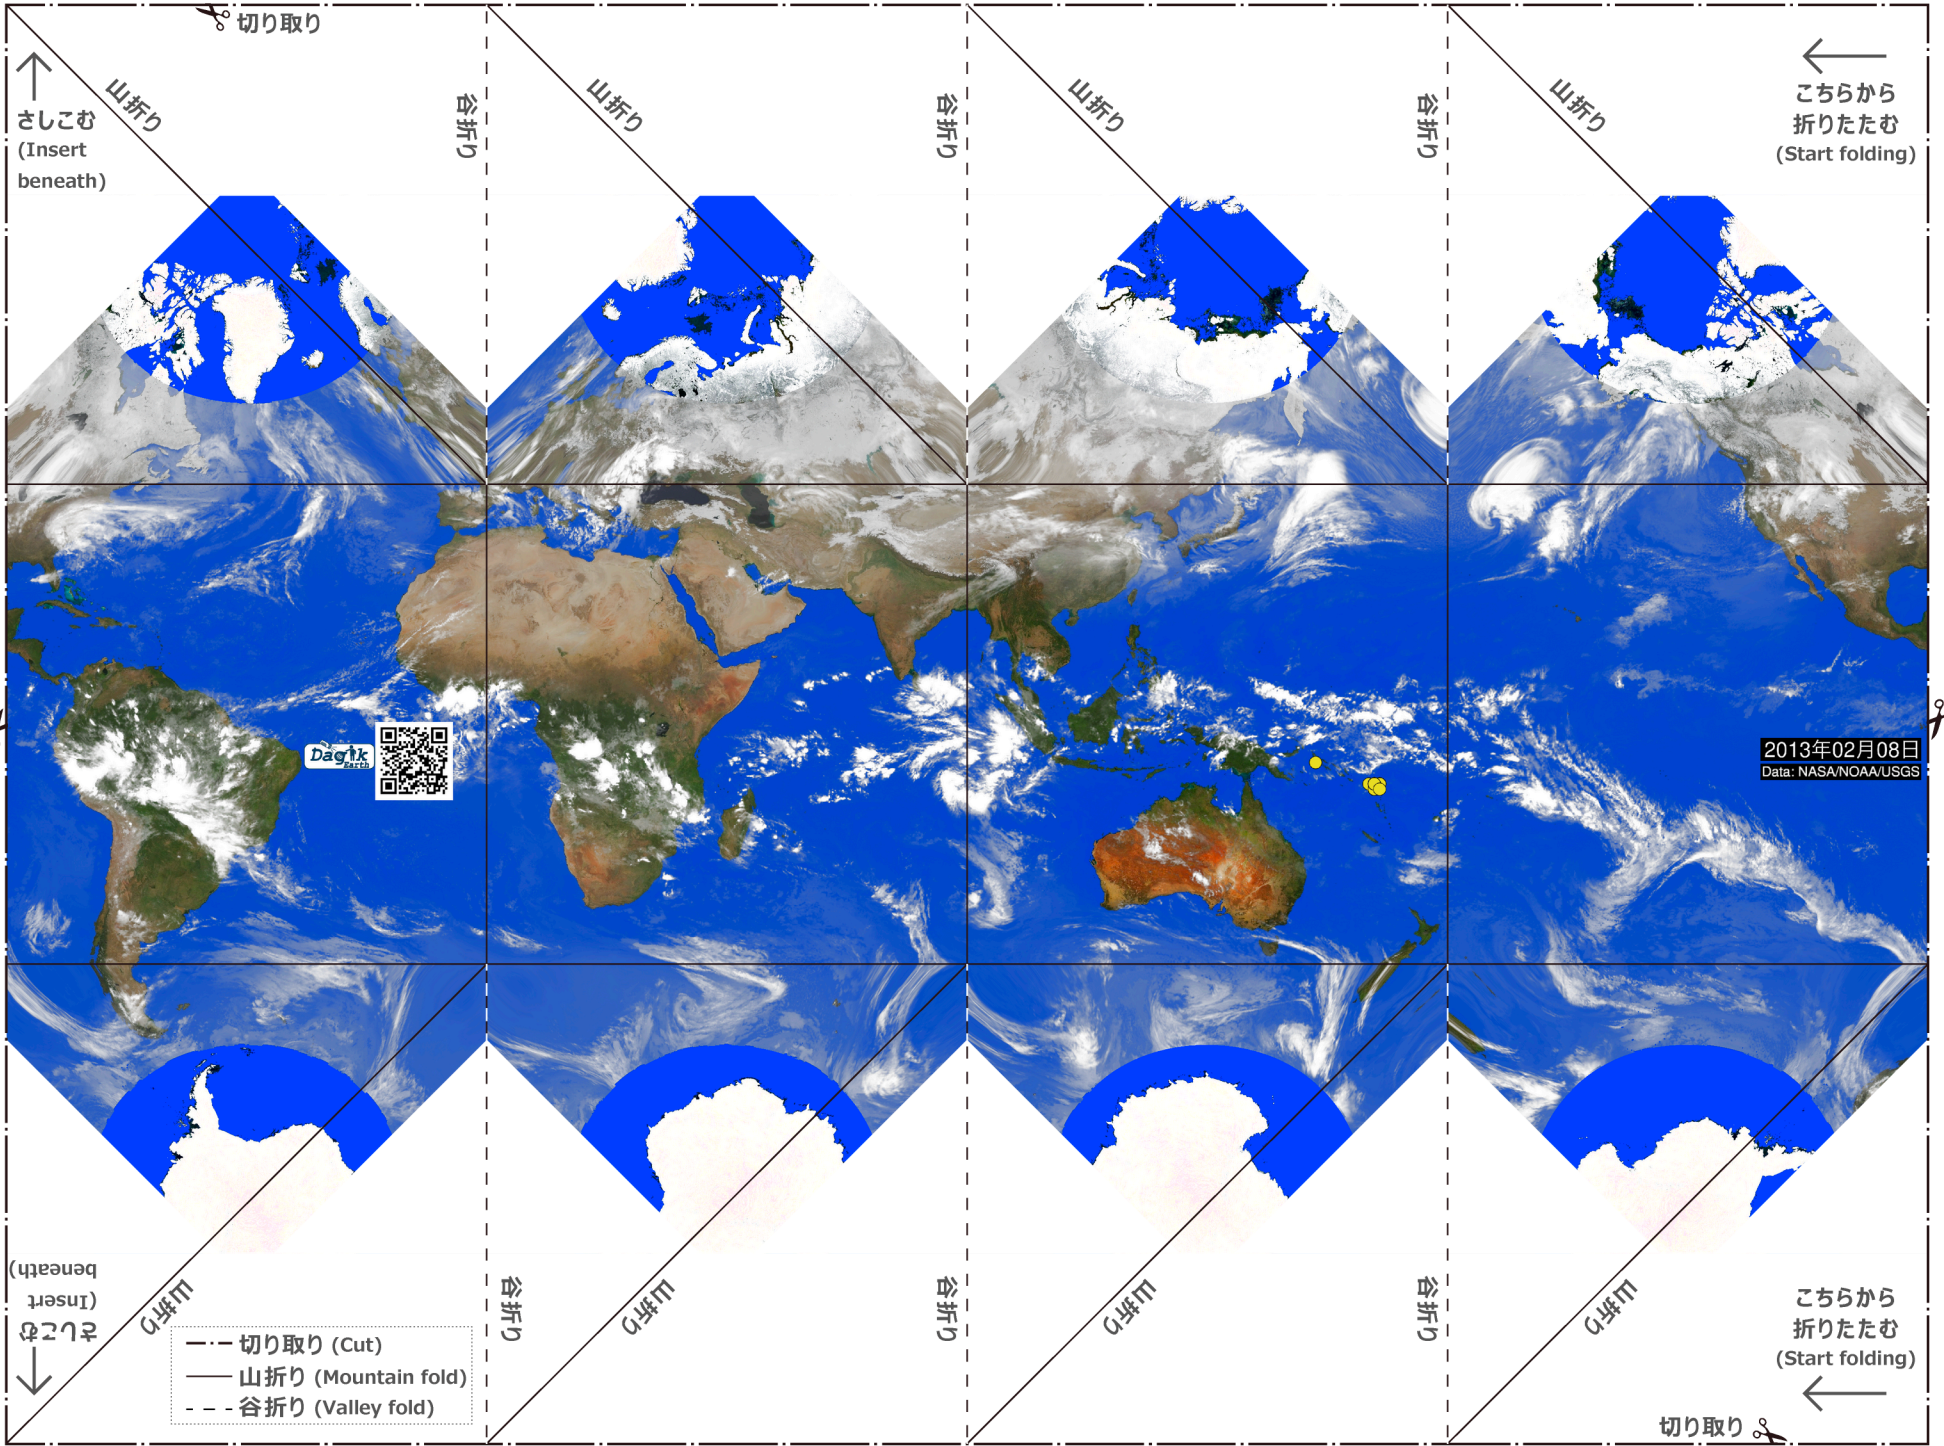 切り取り
山折り
谷折り
山折り
谷折り
山折り
谷折り
山折り
さしこむ
(Insert
beneath)
こちらから
折りたたむ
(Start folding)
Dagik
Earth
2013年02月08日
Data: NASA/NOAA/USGS
さしこむ
(Insert
beneath)
山折り
谷折り
山折り
谷折り
山折り
谷折り
山折り
こちらから
折りたたむ
(Start folding)
切り取り (Cut)
山折り (Mountain fold)
谷折り (Valley fold)
切り取り